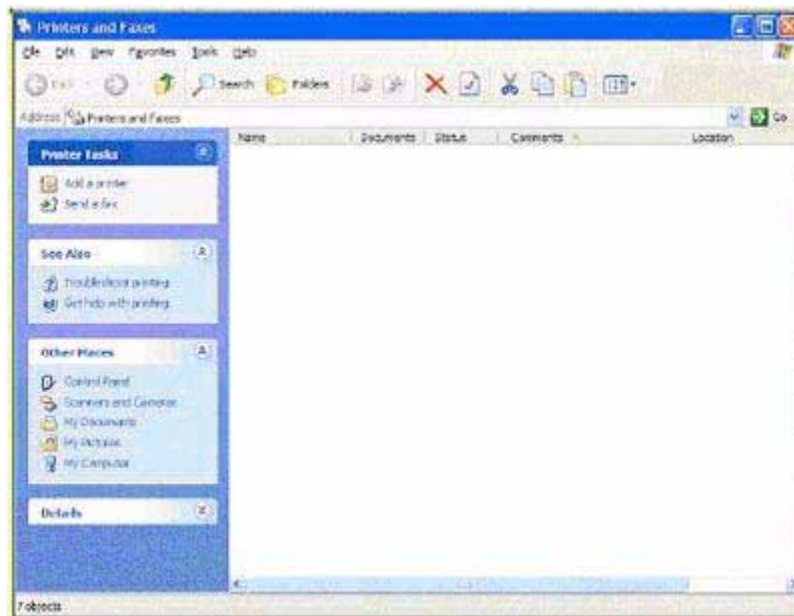 Printers and Faxes
File Edit View Favorites Tools Help
Back Search Folders
Address Printers and Faxes Go
Name Documents Status Comments Location
Printer Tasks
Add a printer
Send a fax
See Also
Troubleshoot printing
Get help with printing
Other Places
Control Panel
Scanners and Cameras
My Documents
My Pictures
My Computer
Details
7 objects